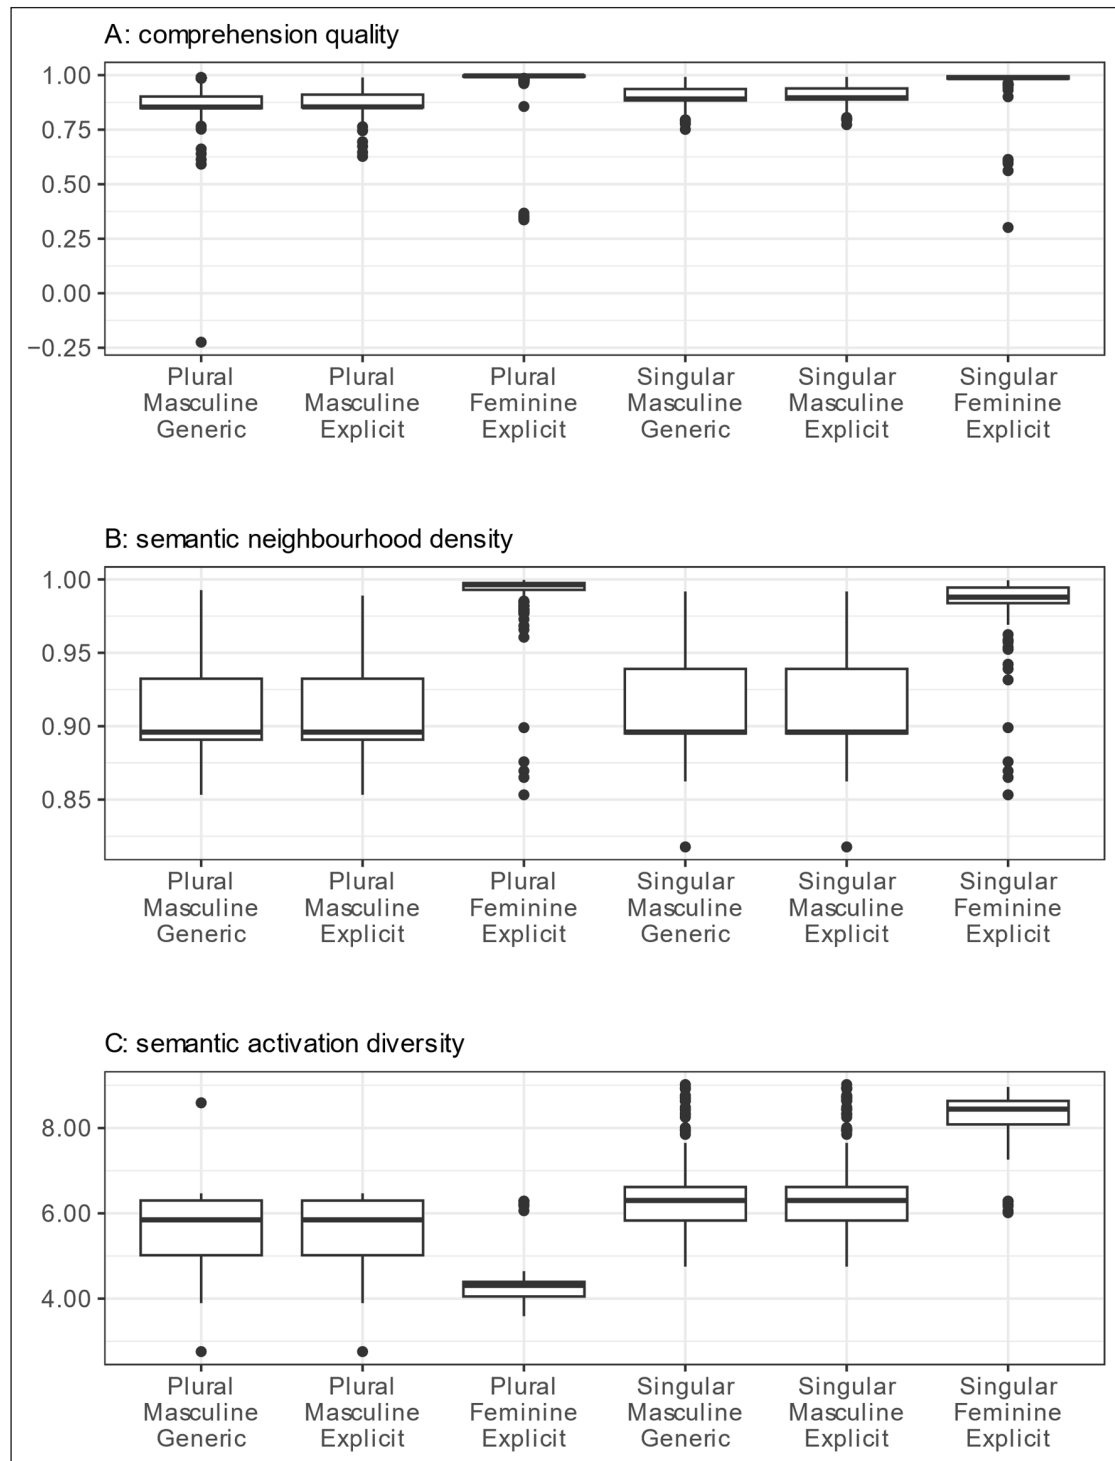 A: comprehension quality
1.00
0.75
0.50
0.25
0.00
−0.25
Plural Plural Plural Singular Singular Singular
Masculine Masculine Feminine Masculine Masculine Feminine
Generic Explicit Explicit Generic Explicit Explicit
B: semantic neighbourhood density
1.00
0.95
0.90
0.85
Plural Plural Plural Singular Singular Singular
Masculine Masculine Feminine Masculine Masculine Feminine
Generic Explicit Explicit Generic Explicit Explicit
C: semantic activation diversity
8.00
6.00
4.00
Plural Plural Plural Singular Singular Singular
Masculine Masculine Feminine Masculine Masculine Feminine
Generic Explicit Explicit Generic Explicit Explicit